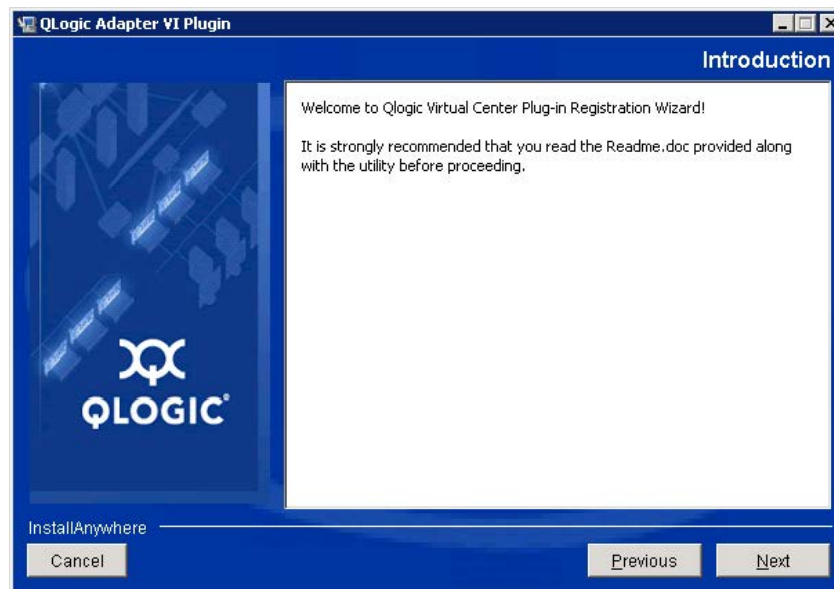 QLogic Adapter VI Plugin
Introduction
Welcome to Qlogic Virtual Center Plug-in Registration Wizard!
It is strongly recommended that you read the Readme.doc provided along
with the utility before proceeding.
QLOGIC®
InstallAnywhere
Cancel
Previous
Next